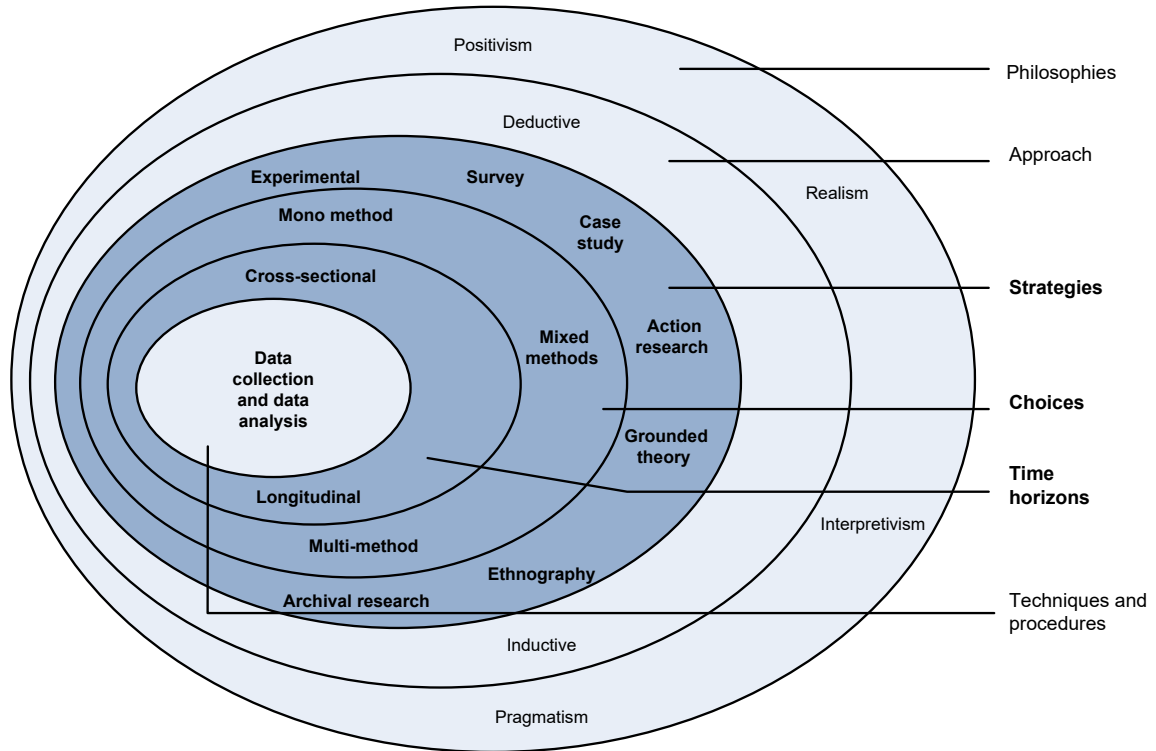 Positivism
Philosophies
Deductive
Approach
Experimental
Survey
Realism
Mono method
Case
study
Cross-sectional
Strategies
Mixed
methods
Action
research
Data
collection
and data
analysis
Choices
Grounded
theory
Time
horizons
Longitudinal
Interpretivism
Multi-method
Ethnography
Archival research
Techniques and
procedures
Inductive
Pragmatism